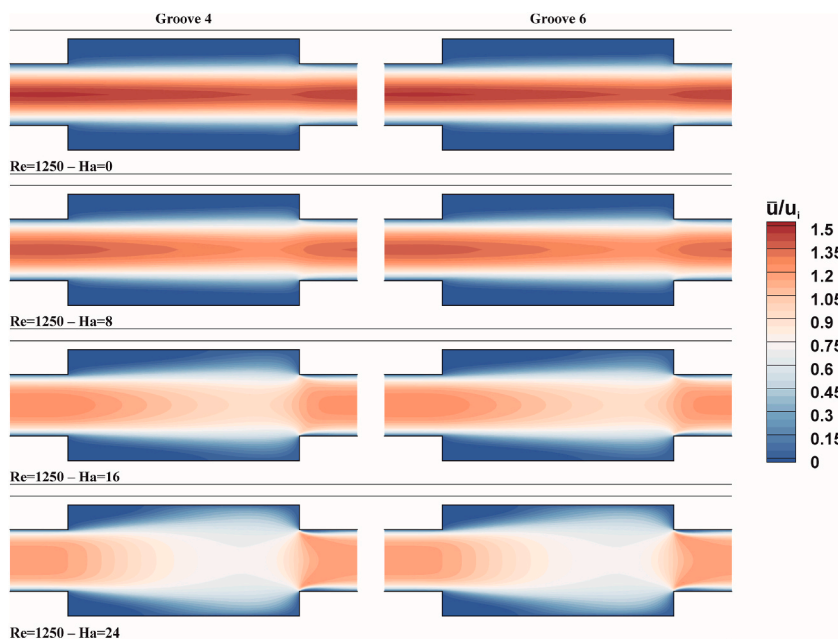 Groove 4
Groove 6
Re=1250 – Ha=0
Re=1250 – Ha=8
u̅/uᵢ
1.5
1.35
1.2
1.05
0.9
0.75
0.6
0.45
0.3
0.15
0
Re=1250 – Ha=16
Re=1250 – Ha=24